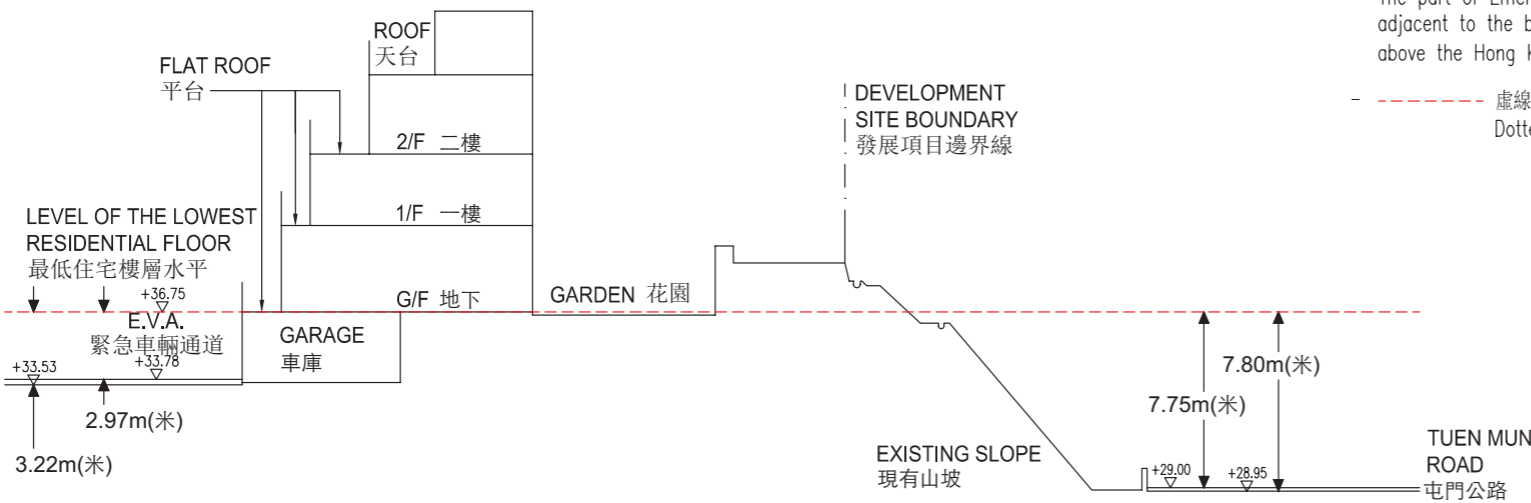 The part of
adjacent to the
above the Hong
虛線
ROOF
天台
FLAT ROOF
平台
DEVELOPMENT
SITE BOUNDARY
發展項目邊界線
2/F 二樓
1/F 一樓
LEVEL OF THE LOWEST
RESIDENTIAL FLOOR
最低住宅樓層水平
+36.75
G/F 地下
GARDEN 花園
E.V.A.
緊急車輛通道
GARAGE
車庫
+33.53
+33.78
2.97m(米)
3.22m(米)
7.80m(米)
7.75m(米)
EXISTING SLOPE
現有山坡
+29.00
+28.95
TUEN MUN
ROAD
屯門公路